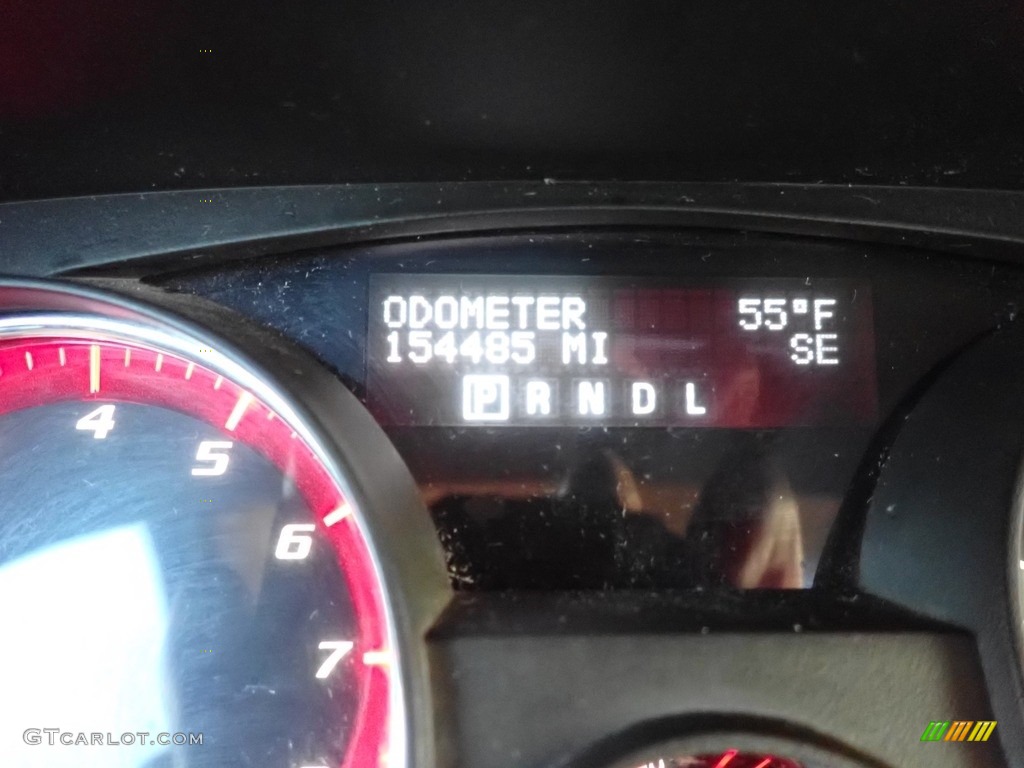 ODOMETER 55°F
154485 MI SE
P R N D L
4
5
6
7
GTCARLOT.COM